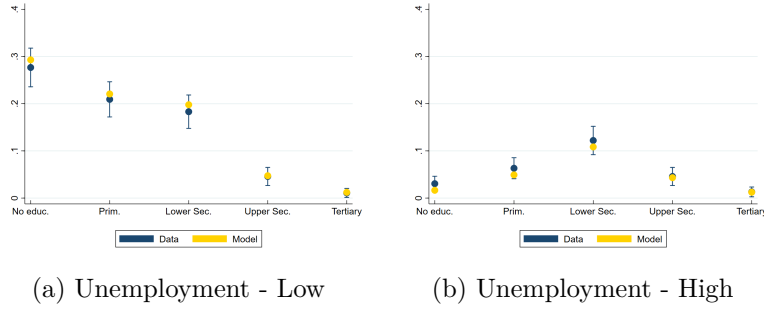 .4
.3
.2
.1
0
No educ. Prim. Lower Sec. Upper Sec. Tertiary
Data Model
(a) Unemployment - Low
.4
.3
.2
.1
0
No educ. Prim. Lower Sec. Upper Sec. Tertiary
Data Model
(b) Unemployment - High